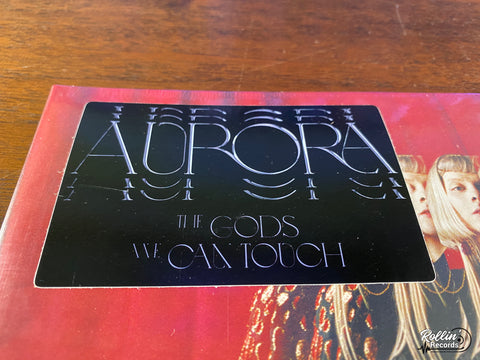 AURORA
THE GODS
WE CAN TOUCH
Rollin'
Records